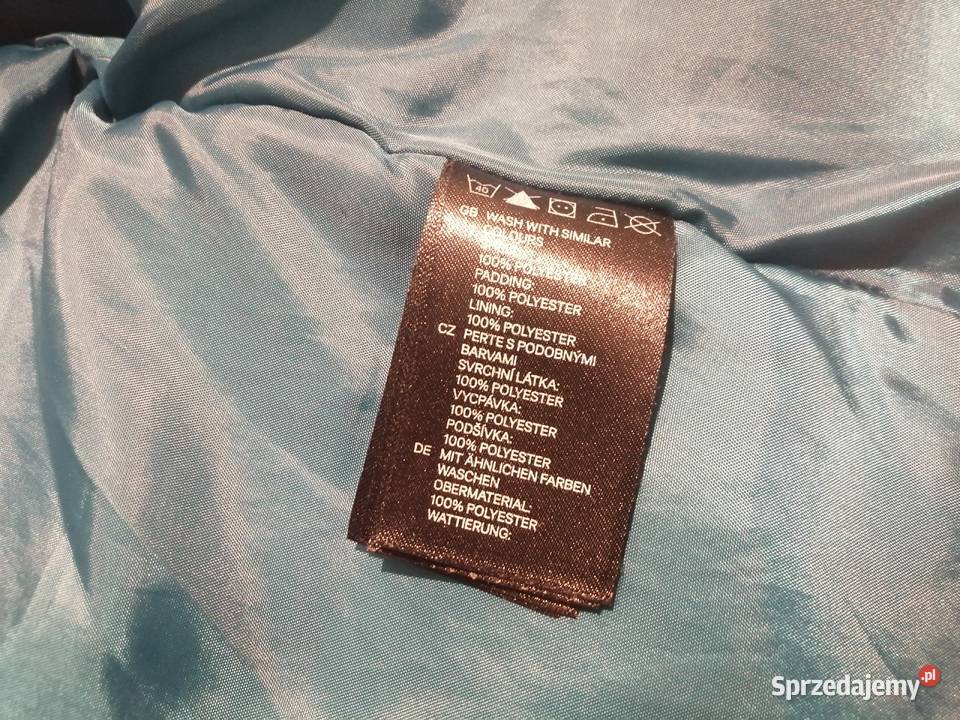 40
GB WASH WITH SIMILAR
COLOURS
100% POLYESTER
PADDING:
100% POLYESTER
LINING:
100% POLYESTER
CZ PERTE S PODOBNÝMI
BARVAMI
SVRCHNÍ LÁTKA:
100% POLYESTER
VYCPÁVKA:
100% POLYESTER
PODŠÍVKA:
100% POLYESTER
DE MIT ÄHNLICHEN FARBEN
WASCHEN
OBERMATERIAL:
100% POLYESTER
WATTIERUNG:
Sprzedajemy.pl